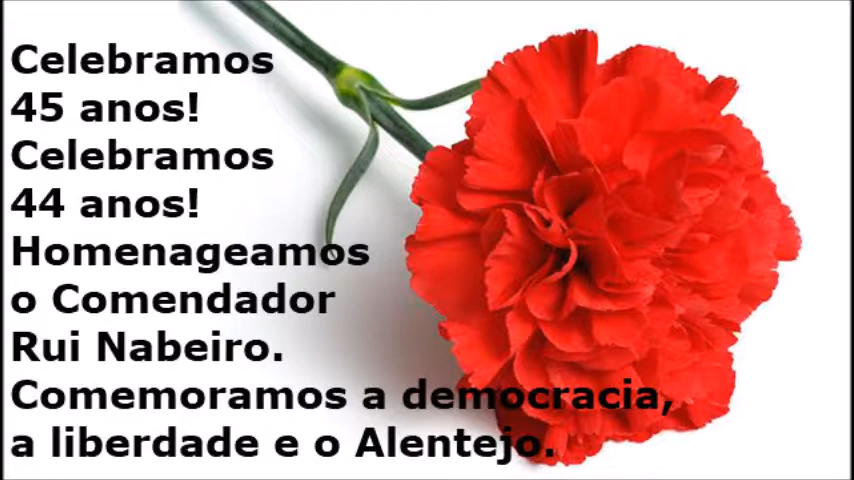 Celebramos
45 anos!
Celebramos
44 anos!
Homenageamos
o Comendador
Rui Nabeiro.
Comemoramos a democracia,
a liberdade e o Alentejo.